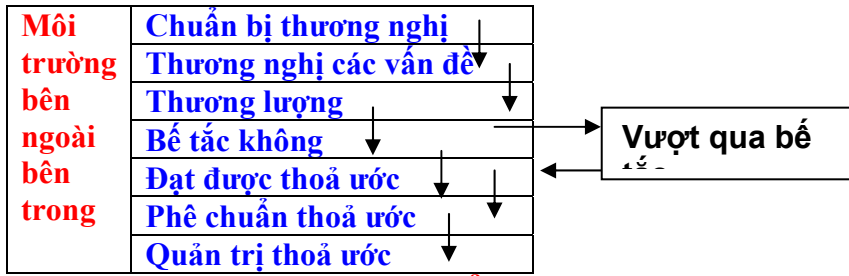 Môi
trường
bên
ngoài
bên
trong
Chuẩn bị thương nghị
Thương nghị các vấn đề
Thương lượng
Bế tắc không
Đạt được thoả ước
Phê chuẩn thoả ước
Quản trị thoả ước
Vượt qua bế